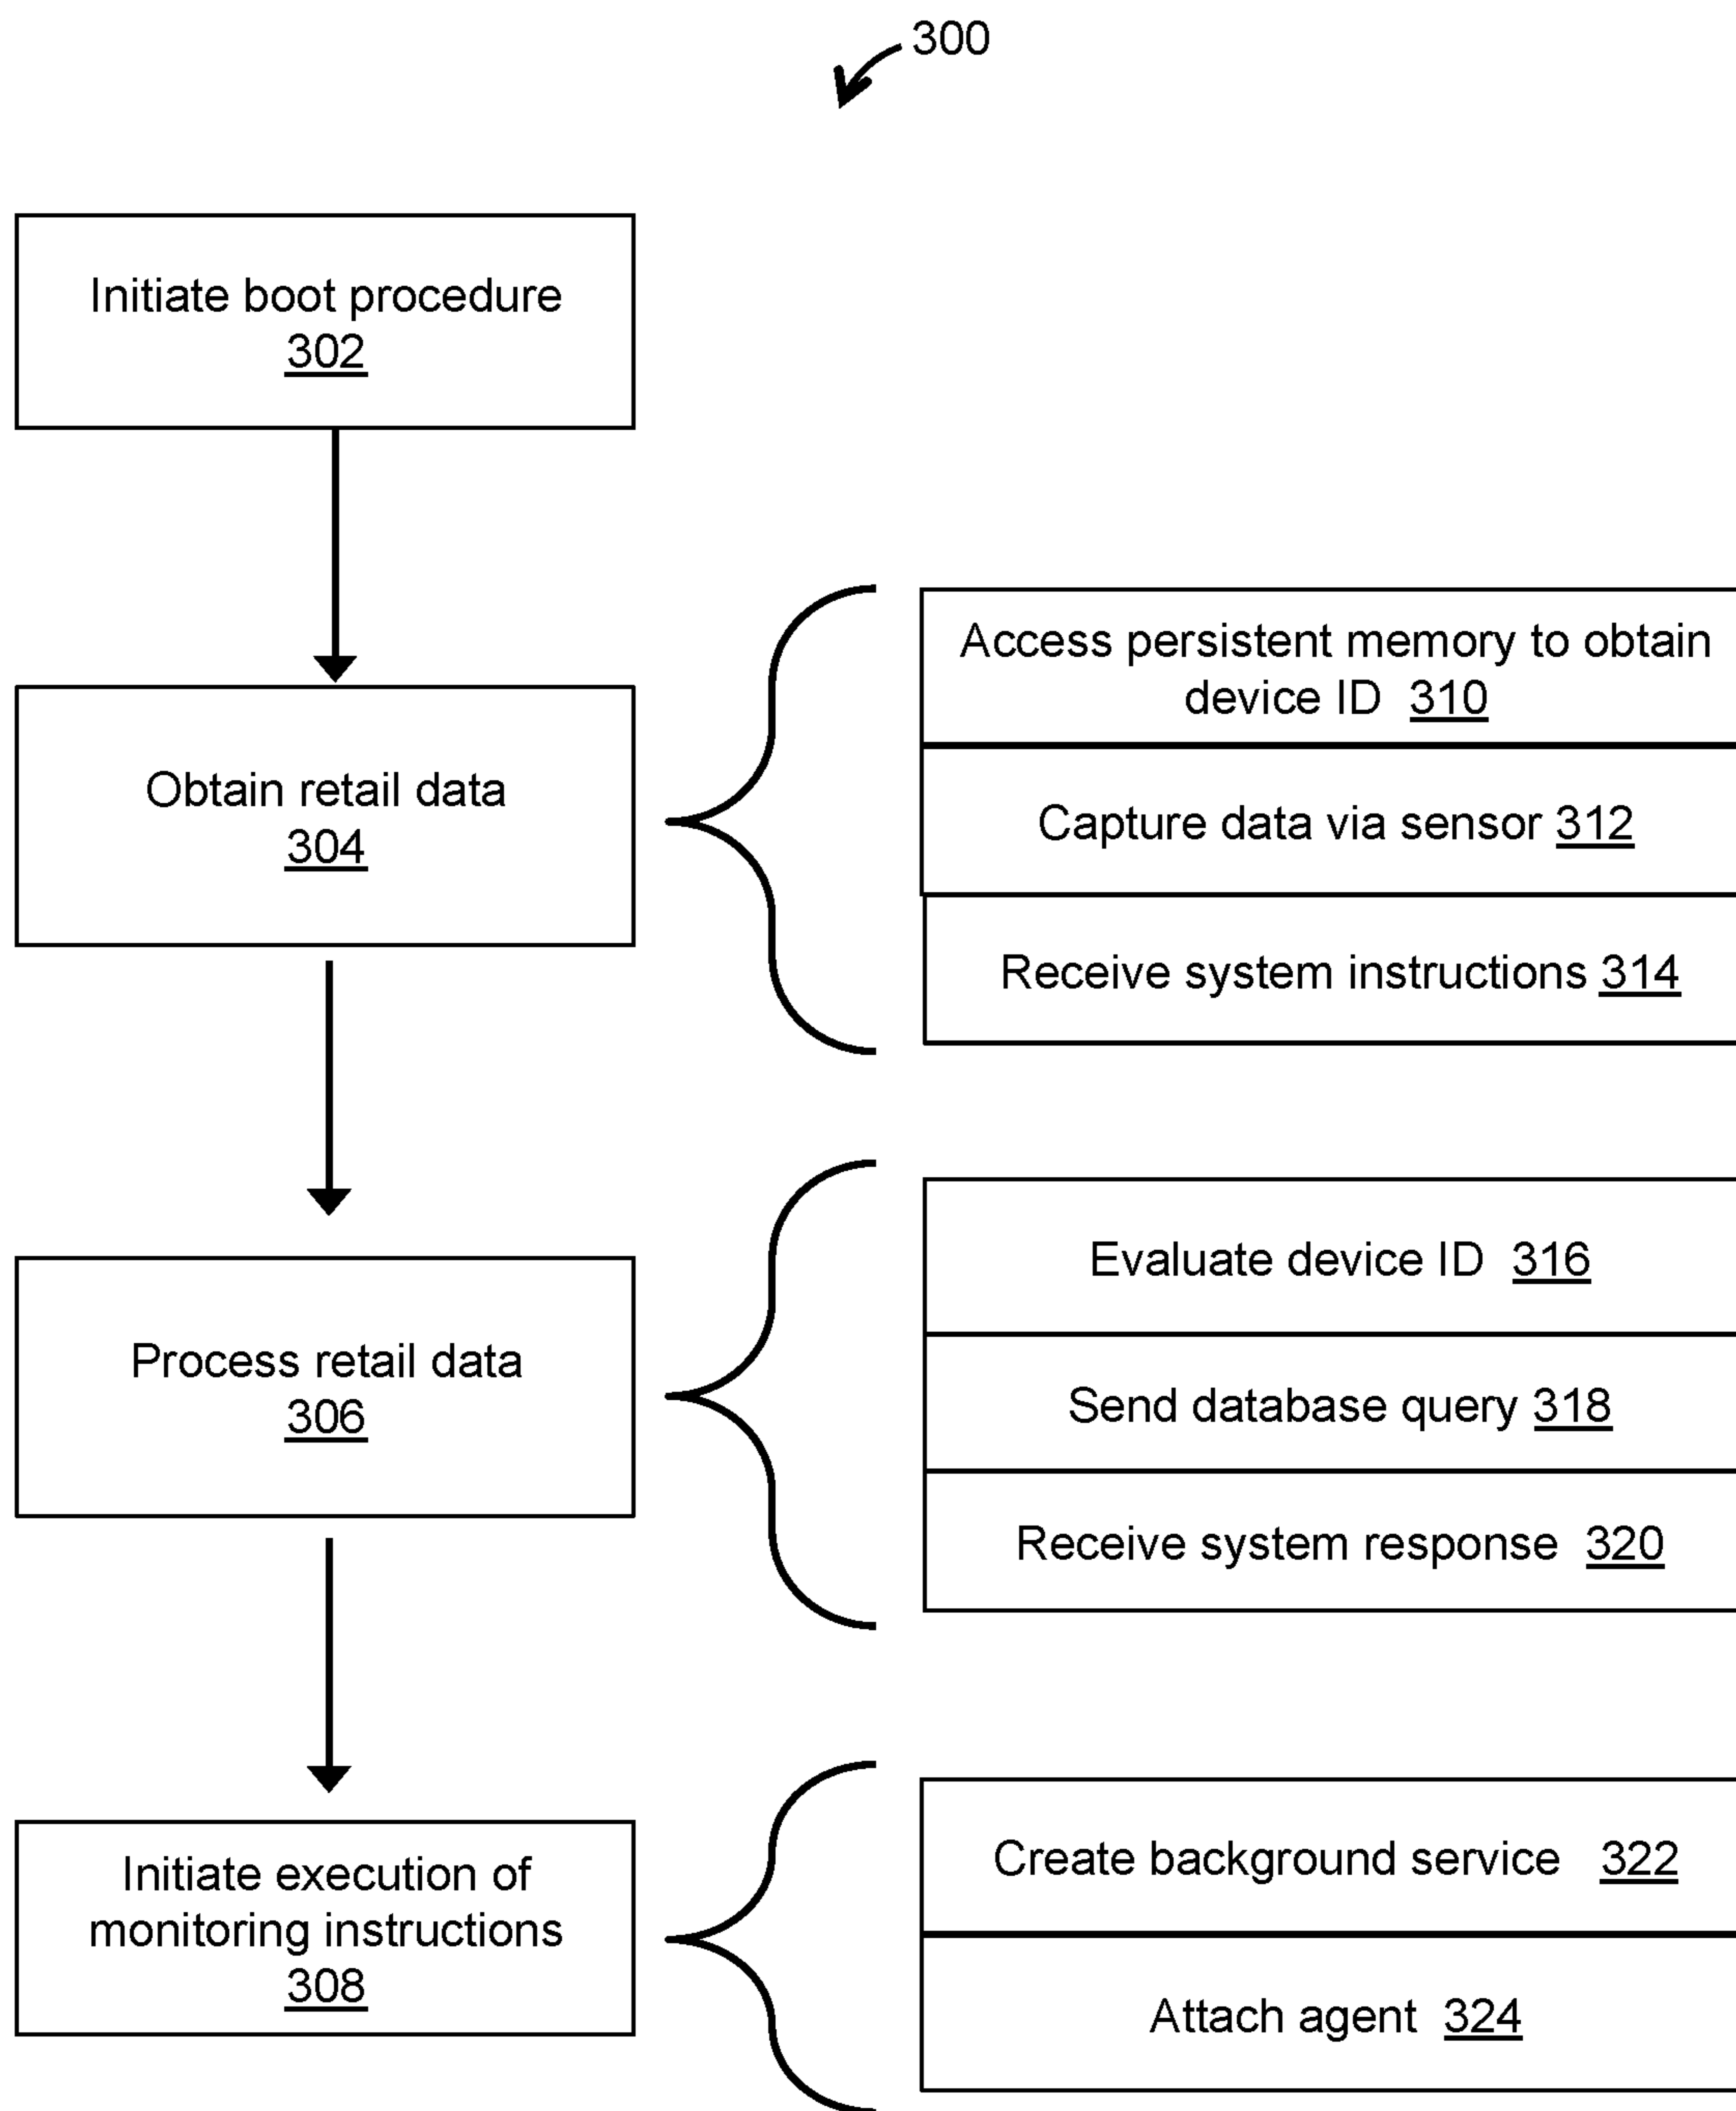 300
Initiate boot procedure
302
Obtain retail data
304
Access persistent memory to obtain
device ID 310
Capture data via sensor 312
Receive system instructions 314
Process retail data
306
Evaluate device ID 316
Send database query 318
Receive system response 320
Initiate execution of
monitoring instructions
308
Create background service 322
Attach agent 324